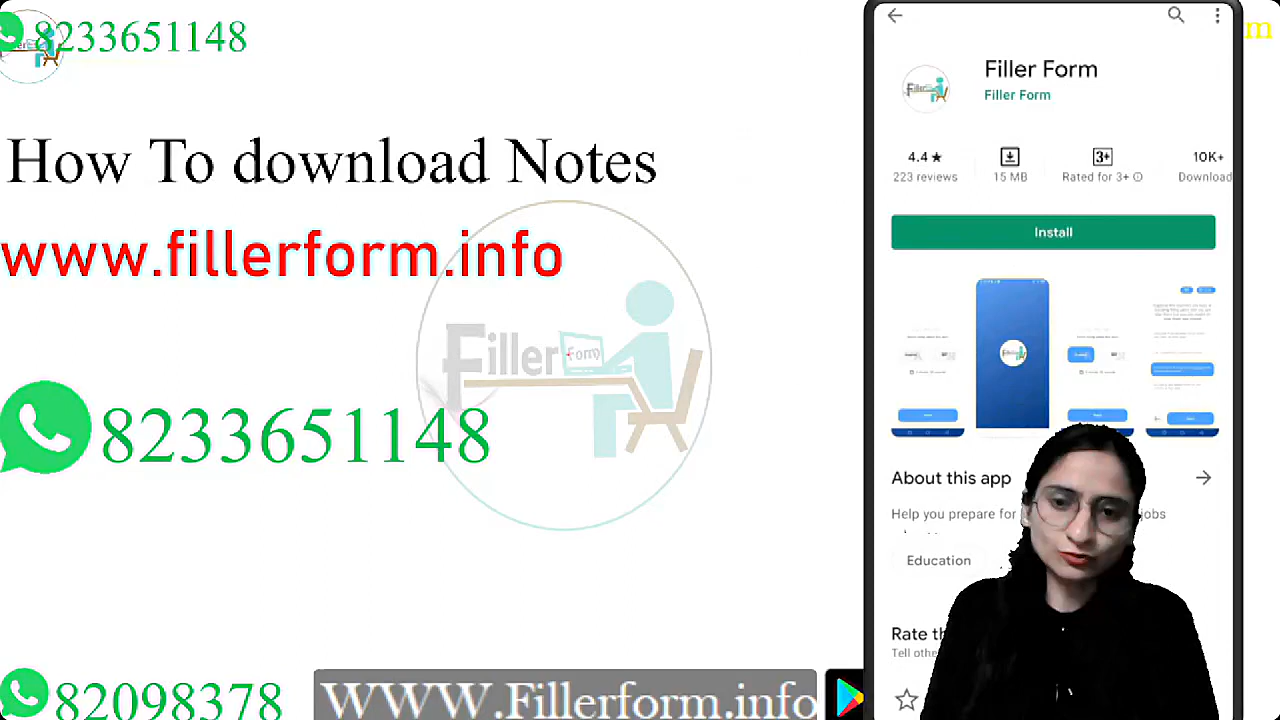 8233651148
m
How To download Notes
www.fillerform.info
Filler
Form
8233651148
82098378
WWW.Fillerform.info
Filler Form
Filler Form
4.4★
223 reviews
15 MB
3+
Rated for 3+
10K+
Download
Install
About this app
Help you prepare for
jobs
Education
Rate th
Tell othe